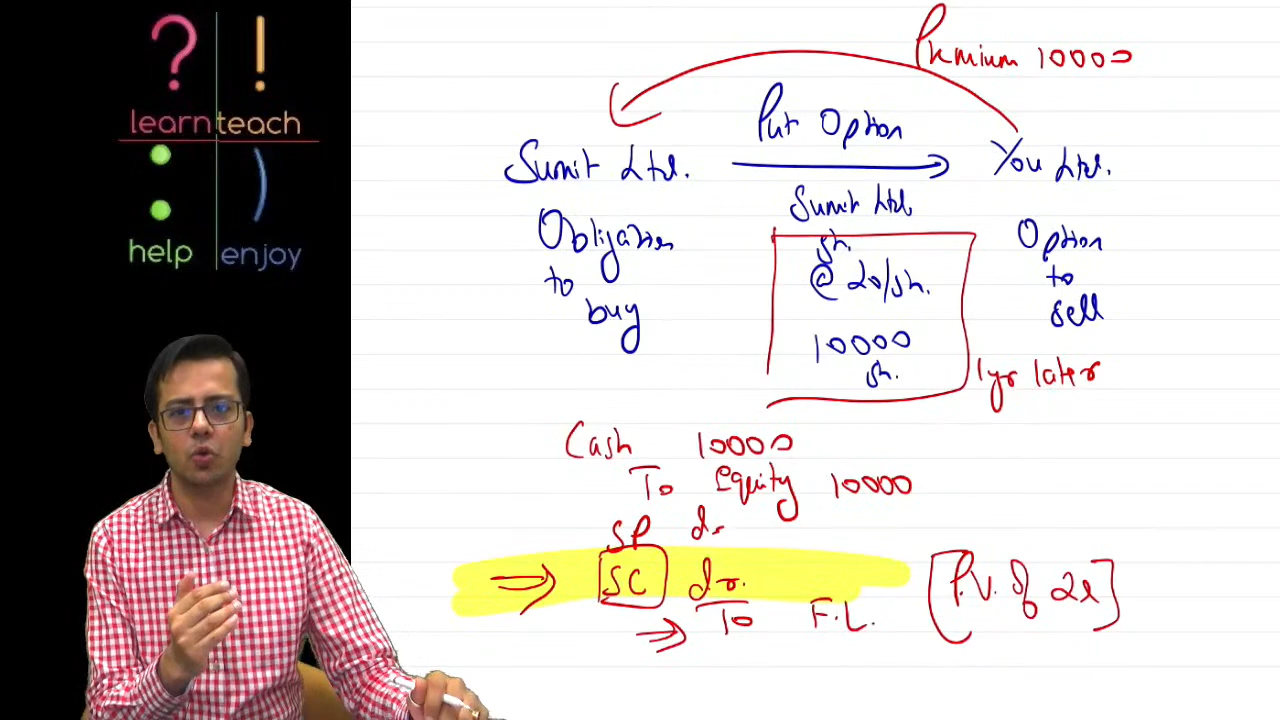 ? !
learn teach
: )
help enjoy
Premium 10000
Put Option
Sumit Ltd. You Ltd.
Sumit Ltd
sh.
@ 20/sh.
10000
sh.
Obligation
to
buy
Option
to
sell
1yr later
Cash 10000
To Equity 10000
SP dr
SC dr.
To F.L. [P.V. of 2L]